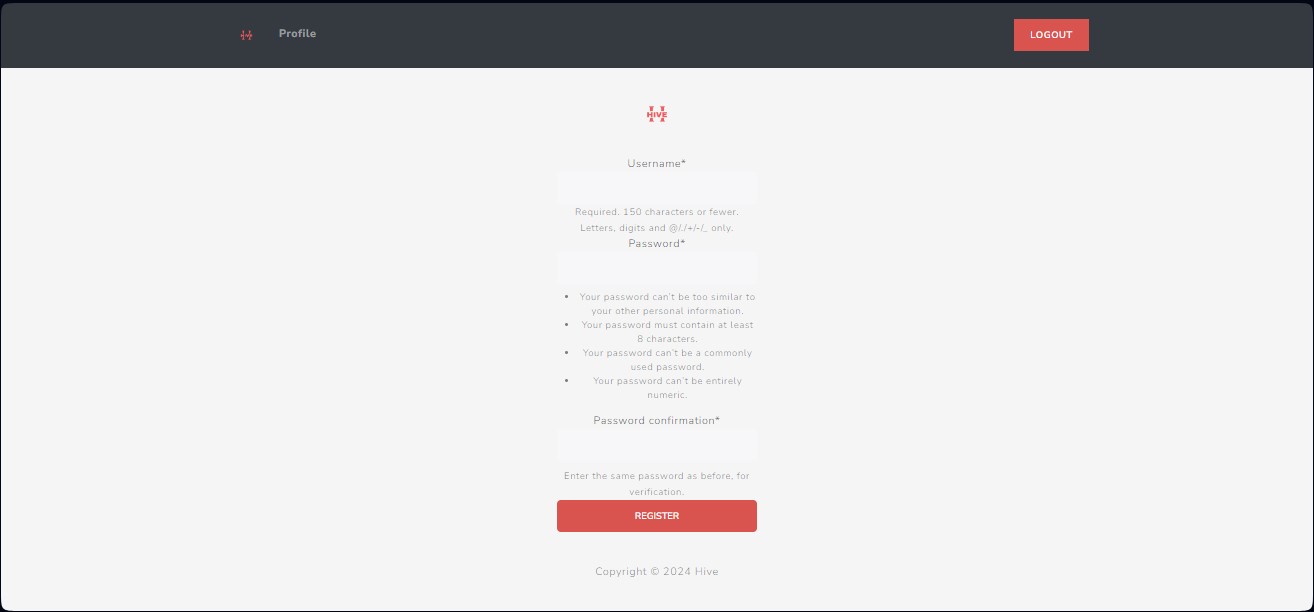 Profile
LOGOUT
HIVE
Username*
Required. 150 characters or fewer.
Letters, digits and @/./+/-/_ only.
Password*
• Your password can't be too similar to
your other personal information.
• Your password must contain at least
8 characters.
• Your password can't be a commonly
used password.
• Your password can't be entirely
numeric.
Password confirmation*
Enter the same password as before, for
verification.
REGISTER
Copyright © 2024 Hive